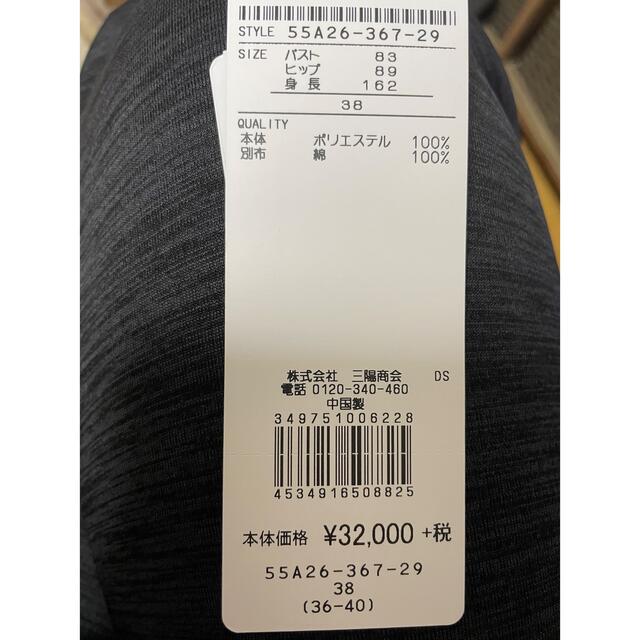 STYLE 55A26-367-29
SIZE バスト 83
ヒップ 89
身長 162
38
QUALITY
本体 ポリエステル 100%
別布 綿 100%
株式会社 三陽商会 DS
電話 0120-340-460
中国製
349751006228
4534916508825
本体価格 ¥32,000 +税
55A26-367-29
38
(36-40)